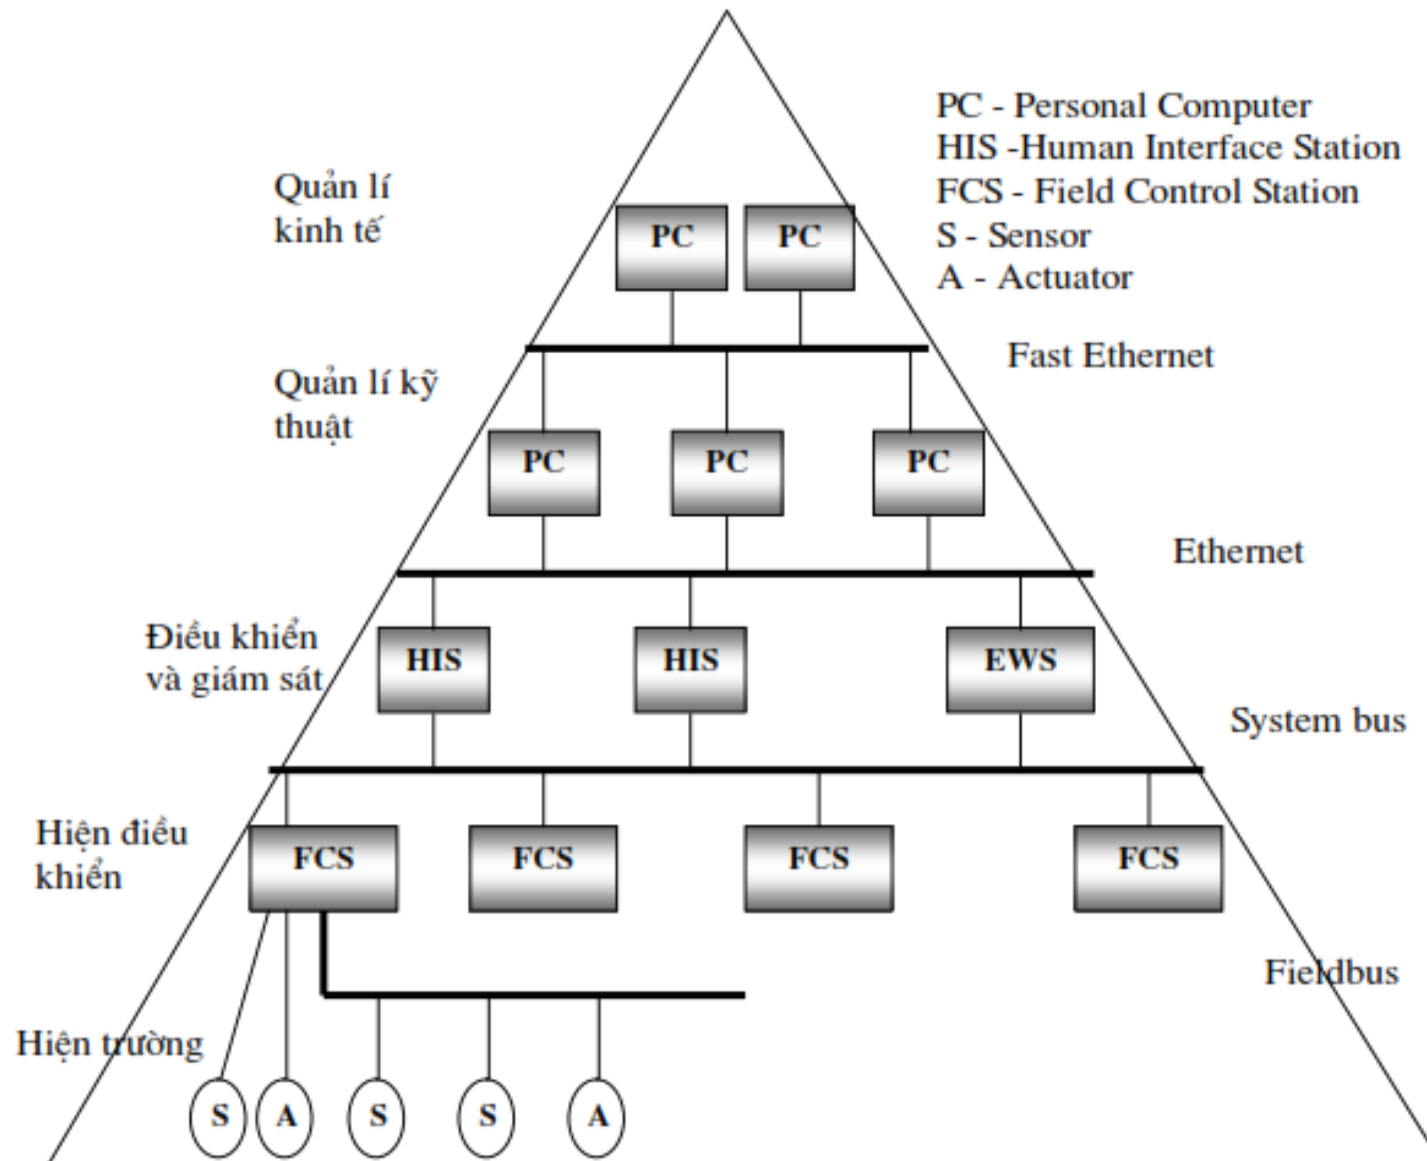 PC - Personal Computer
HIS -Human Interface Station
FCS - Field Control Station
S - Sensor
A - Actuator
Quản lí
kinh tế
PC PC
Fast Ethernet
Quản lí kỹ
thuật
PC PC PC
Ethernet
Điều khiển
và giám sát
HIS HIS EWS
System bus
Hiện điều
khiển
FCS FCS FCS FCS
Fieldbus
Hiện trường
S A S S A